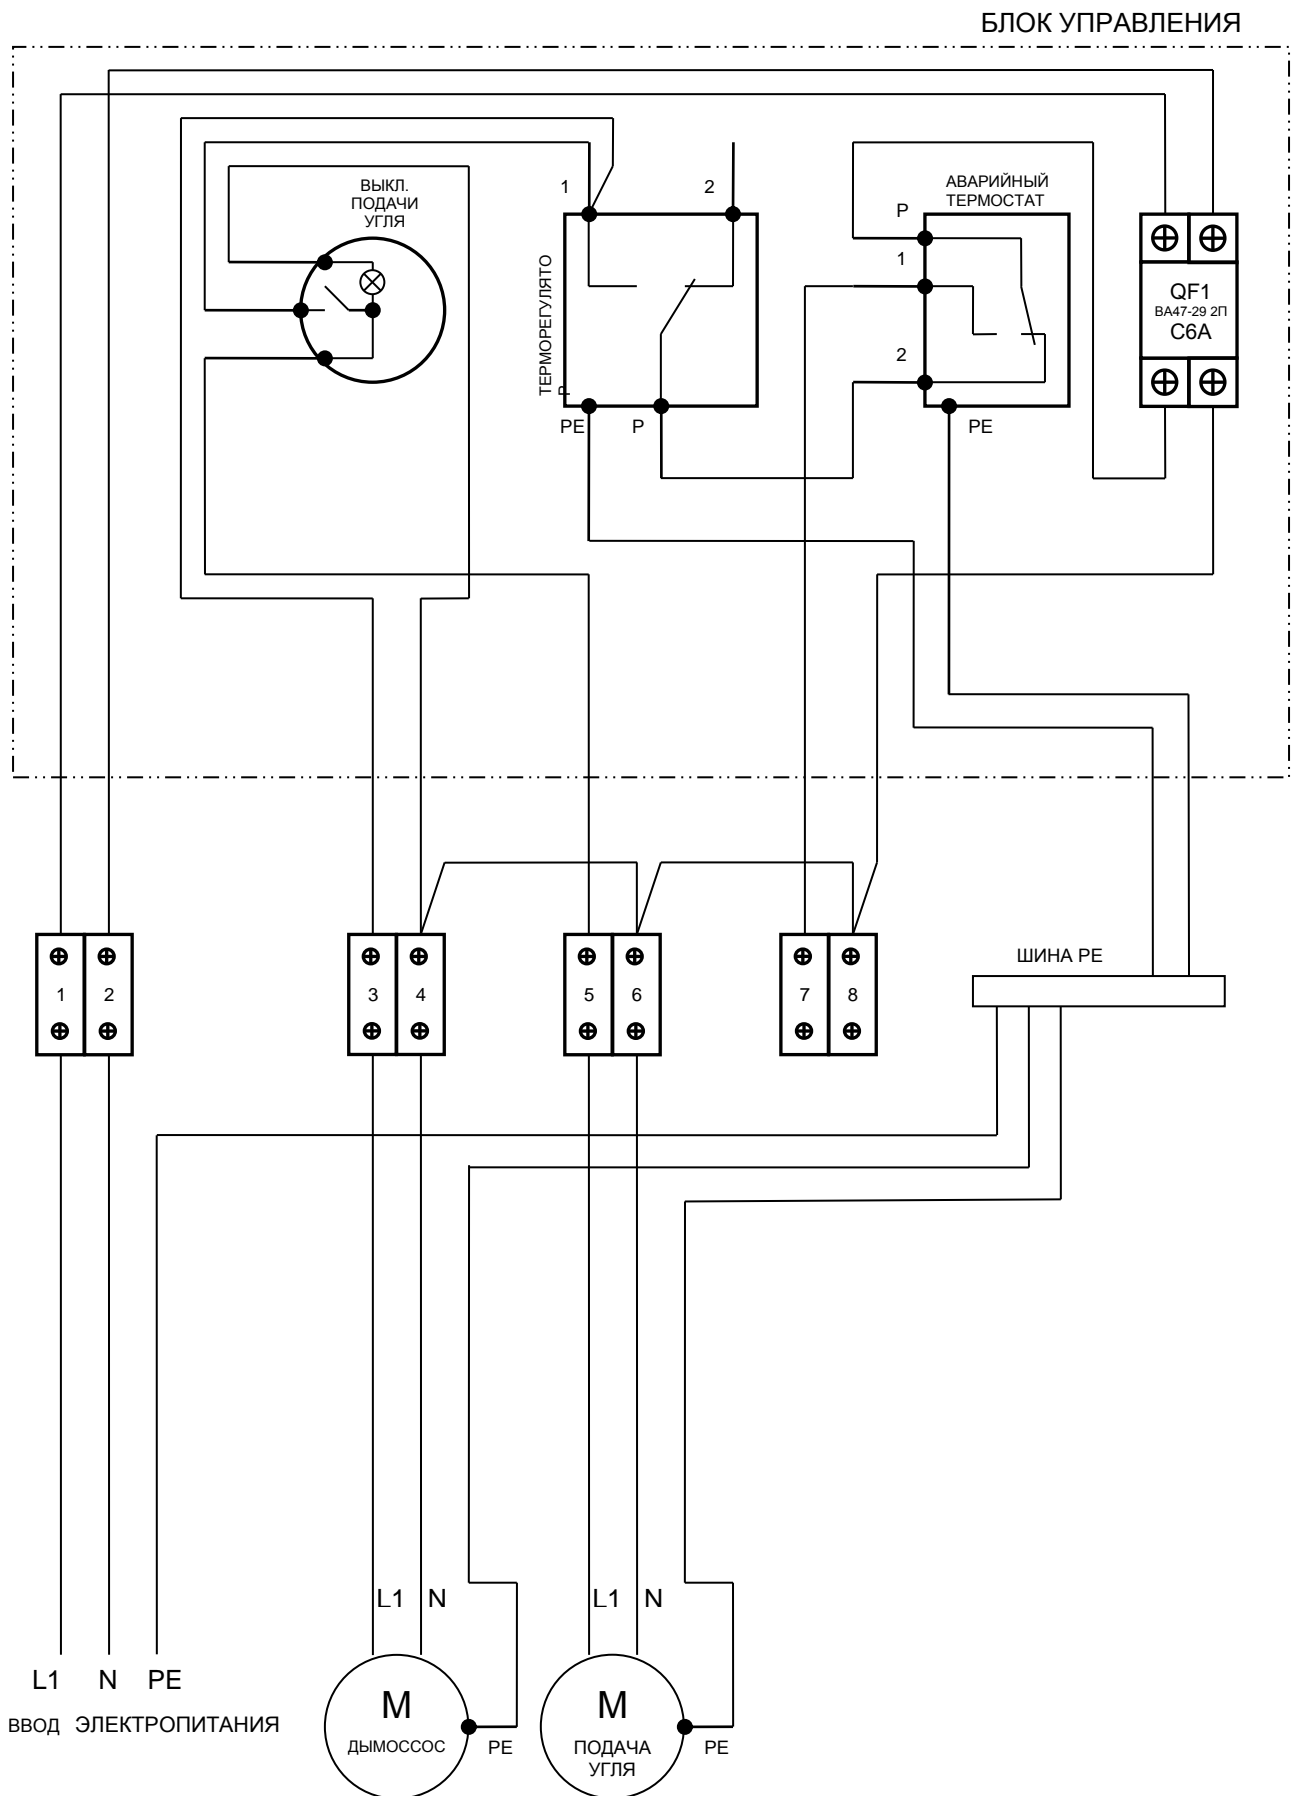 БЛОК УПРАВЛЕНИЯ
ВЫКЛ.
ПОДАЧИ
УГЛЯ
1
2
ТЕРМОРЕГУЛЯТО
Р
PE
P
АВАРИЙНЫЙ
ТЕРМОСТАТ
P
1
2
PE
QF1
ВА47-29 2П
C6A
ШИНА PE
1
2
3
4
5
6
7
8
L1
N
L1
N
L1
N
PE
ВВОД ЭЛЕКТРОПИТАНИЯ
М
ДЫМОССОС
PE
М
ПОДАЧА
УГЛЯ
PE